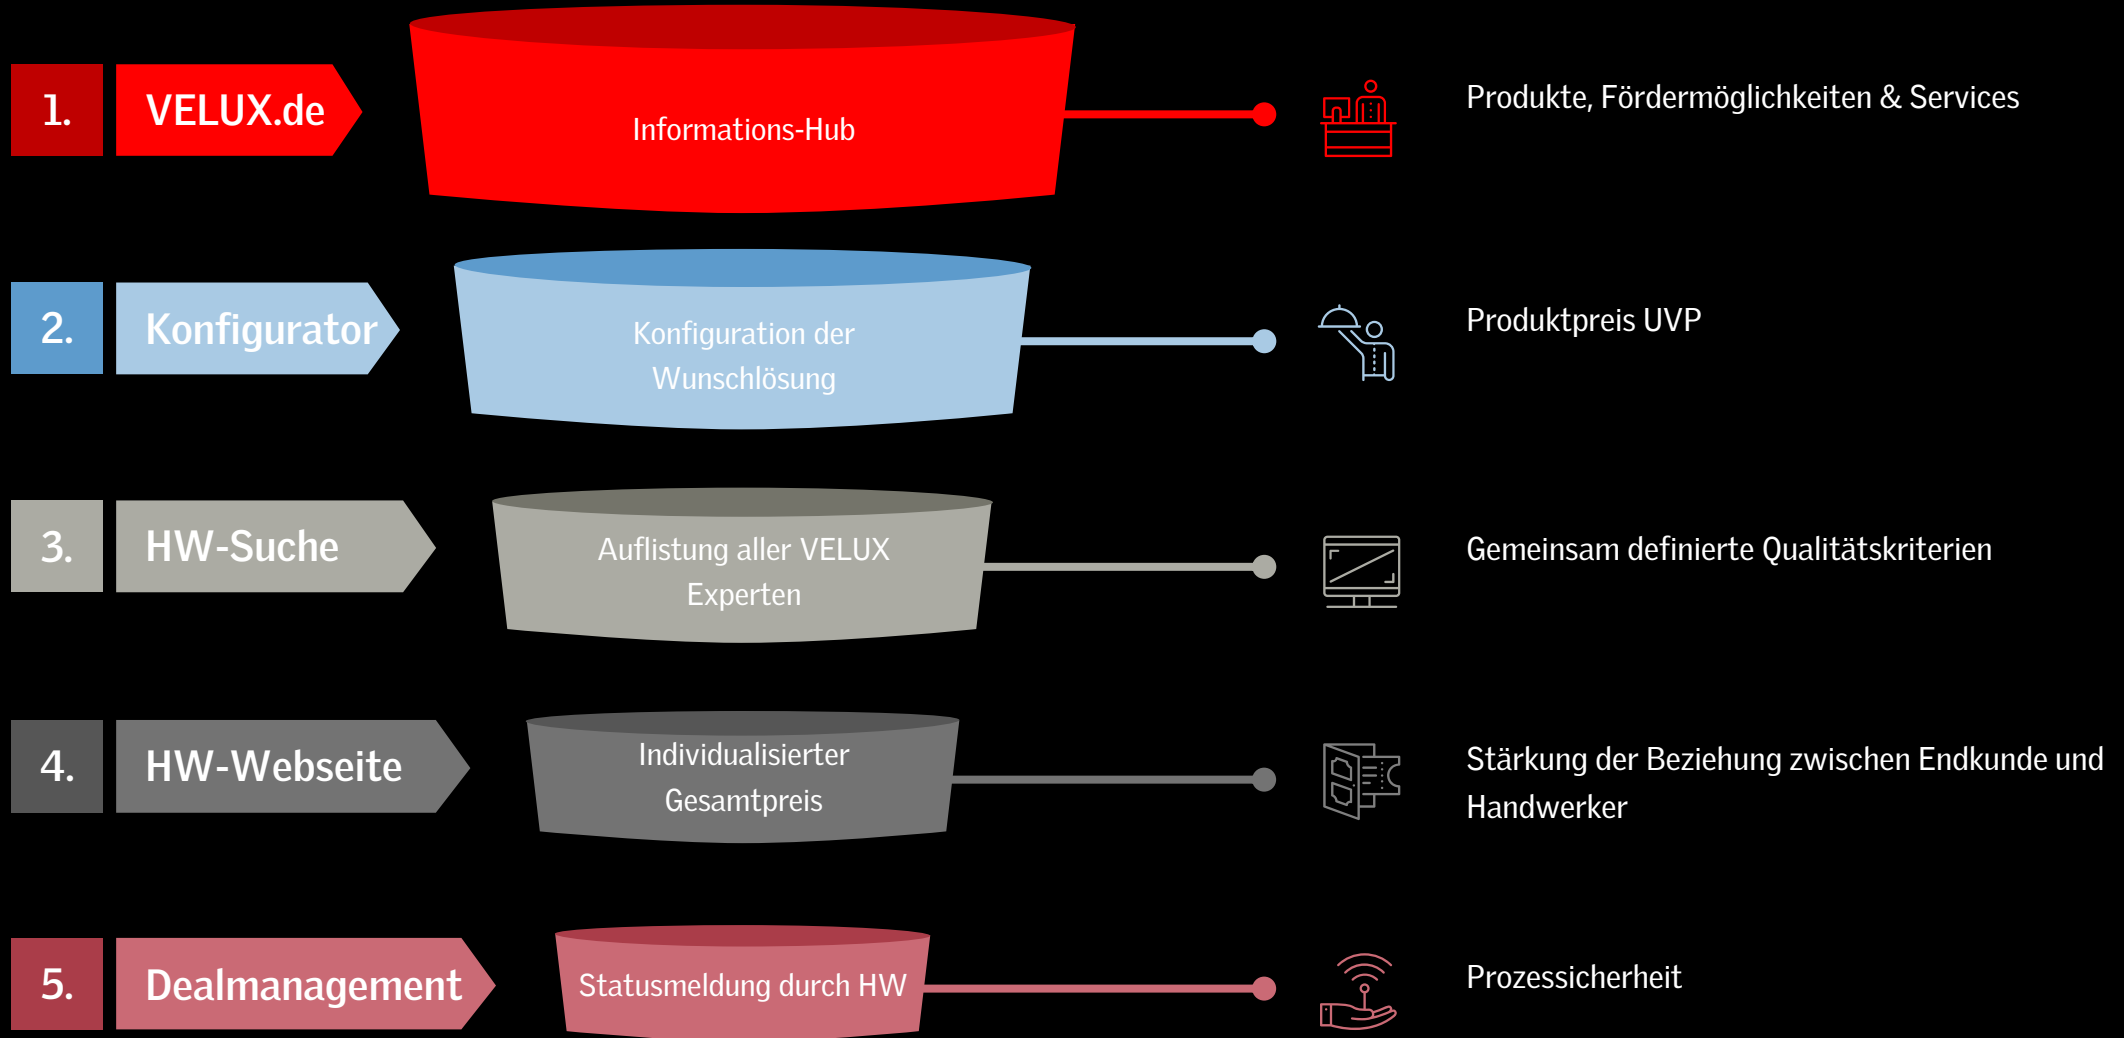 1.
VELUX.de
Informations-Hub
Produkte, Fördermöglichkeiten & Services
2.
Konfigurator
Konfiguration der
Wunschlösung
Produktpreis UVP
3.
HW-Suche
Auflistung aller VELUX
Experten
Gemeinsam definierte Qualitätskriterien
4.
HW-Webseite
Individualisierter
Gesamtpreis
Stärkung der Beziehung zwischen Endkunde und
Handwerker
5.
Dealmanagement
Statusmeldung durch HW
Prozessicherheit